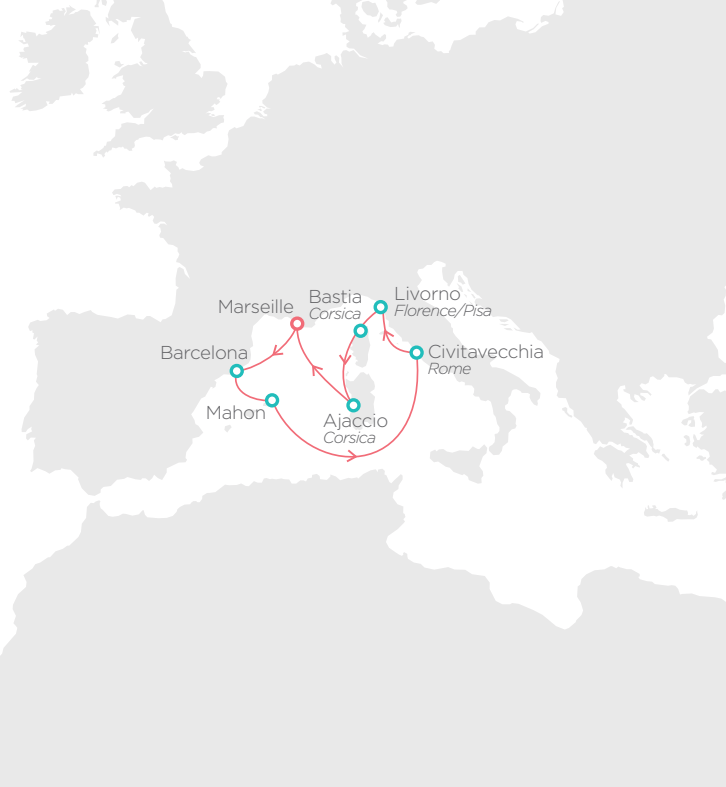 Bastia
Corsica
Livorno
Florence/Pisa
Marseille
Barcelona
Civitavecchia
Rome
Mahon
Ajaccio
Corsica